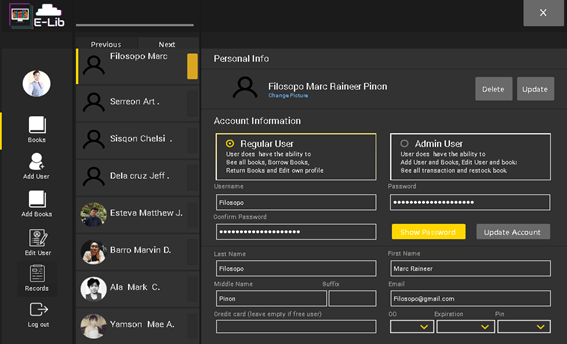 E-Lib
X
Previous Next
Books
Add User
Add Books
Edit User
Records
Log out
Filosopo Marc
Serreon Art .
Sisqon Chelsi .
Dela cruz Jeff .
Esteva Matthew J.
Barro Marvin D.
Ala Mark C.
Yamson Mae A.
Personal Info
Filosopo Marc Raineer Pinon
Change Picture
Delete
Update
Account Information
Regular User
User does have the ability to
See all books, Borrow Books,
Return Books and Edit own profile
Admin User
User does have the ability to
Add User and Books, Edit User and book
See all transaction and restock book.
Username
Filosopo
Password
••••••••••••••••••••
Confirm Password
••••••••••••••••••••
Show Password
Update Account
Last Name
Filosopo
First Name
Marc Raineer
Middle Name
Pinon
Suffix
Email
Filosopo@gmail.com
Credit card (leave empty if free user)
Expiration
Pin